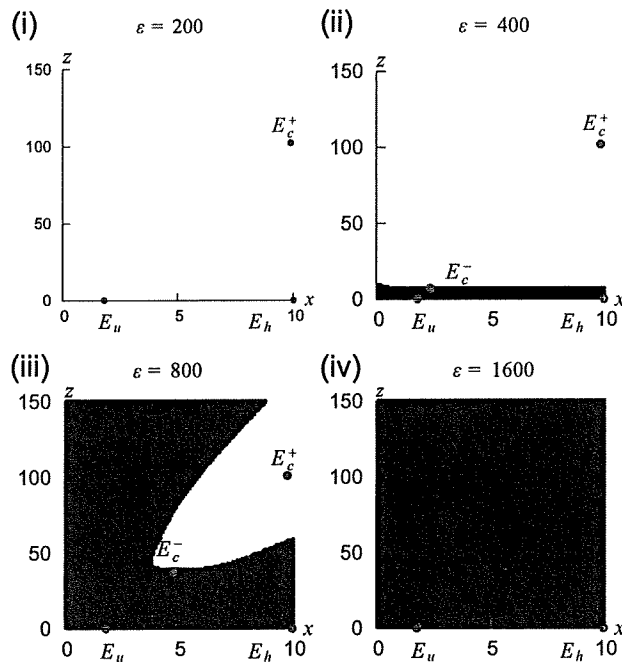 (i) ε = 200
z
150
100
50
0
E_c^+
0 E_u 5 E_h 10 x
(ii) ε = 400
z
150
100
50
0
E_c^+
E_c^-
0 E_u 5 E_h 10 x
(iii) ε = 800
z
150
100
50
0
E_c^+
E_c^-
0 E_u 5 E_h 10 x
(iv) ε = 1600
z
150
100
50
0
0 E_u 5 E_h 10 x